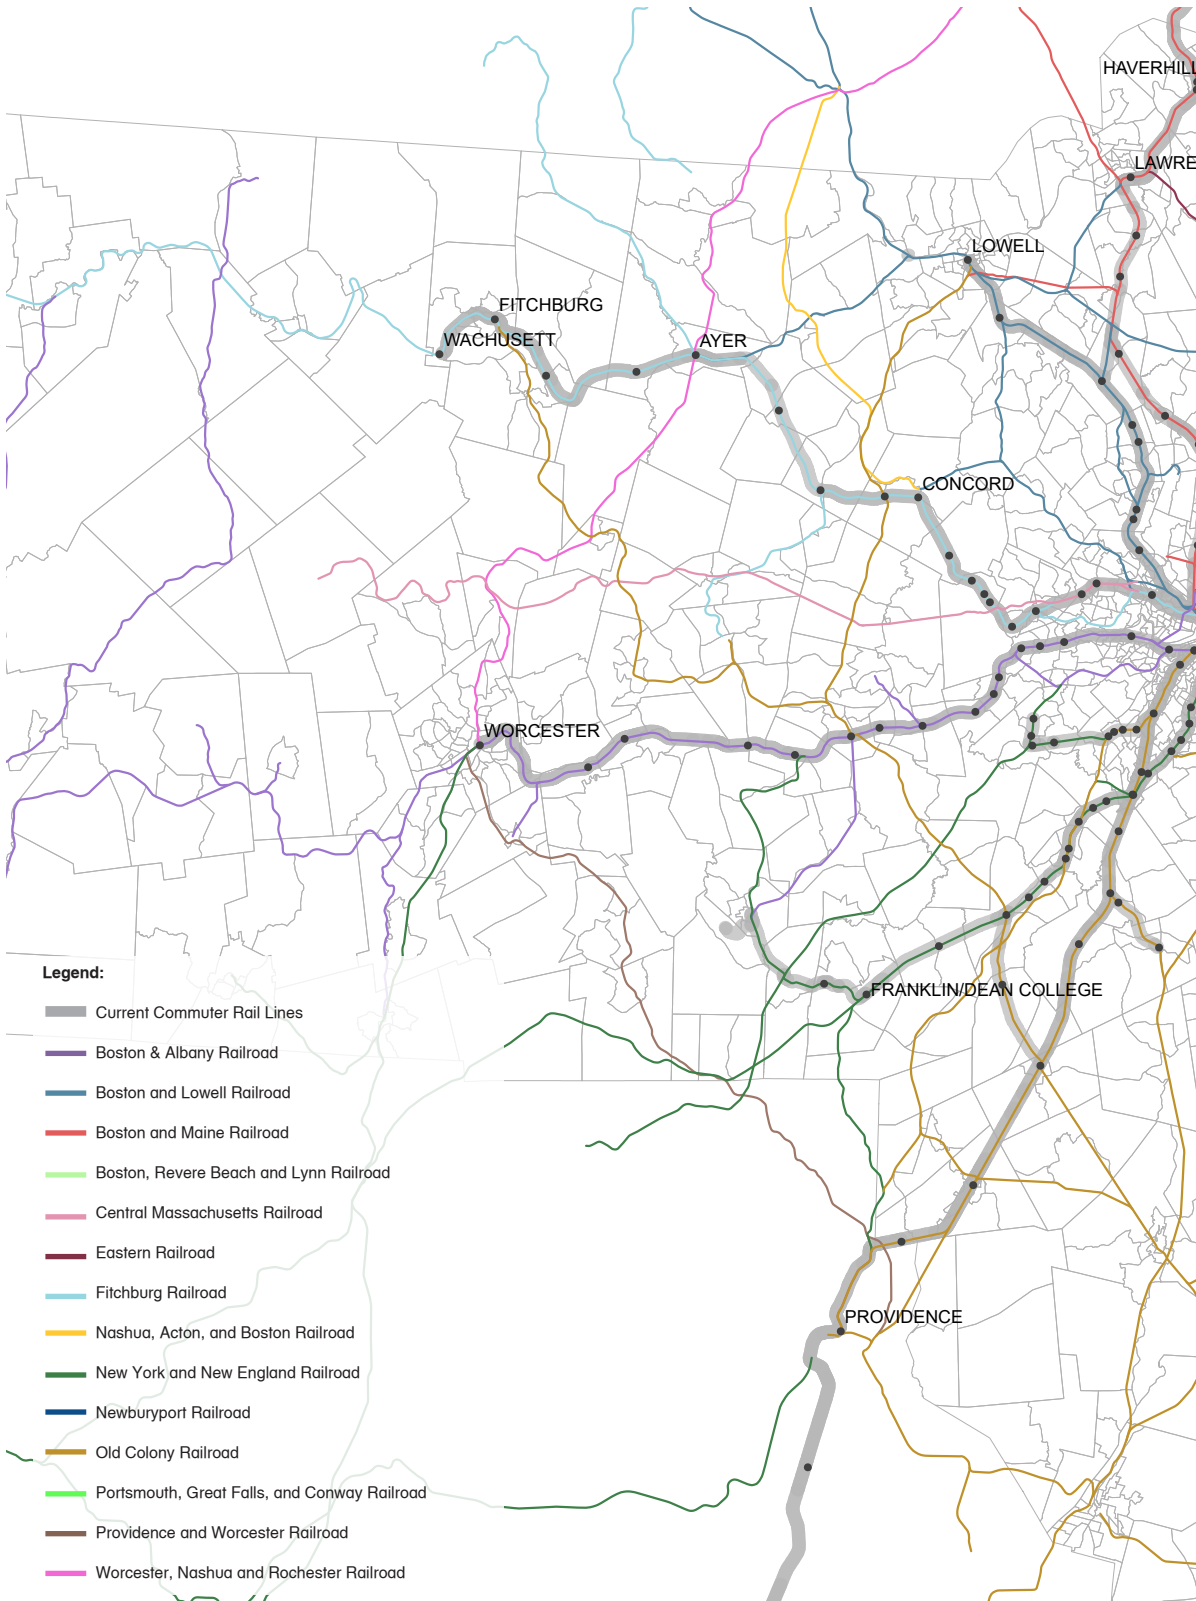 HAVERHILL
LAWRE
LOWELL
FITCHBURG
WACHUSETT
AYER
CONCORD
WORCESTER
FRANKLIN/DEAN COLLEGE
PROVIDENCE
Legend:
Current Commuter Rail Lines
Boston & Albany Railroad
Boston and Lowell Railroad
Boston and Maine Railroad
Boston, Revere Beach and Lynn Railroad
Central Massachusetts Railroad
Eastern Railroad
Fitchburg Railroad
Nashua, Acton, and Boston Railroad
New York and New England Railroad
Newburyport Railroad
Old Colony Railroad
Portsmouth, Great Falls, and Conway Railroad
Providence and Worcester Railroad
Worcester, Nashua and Rochester Railroad